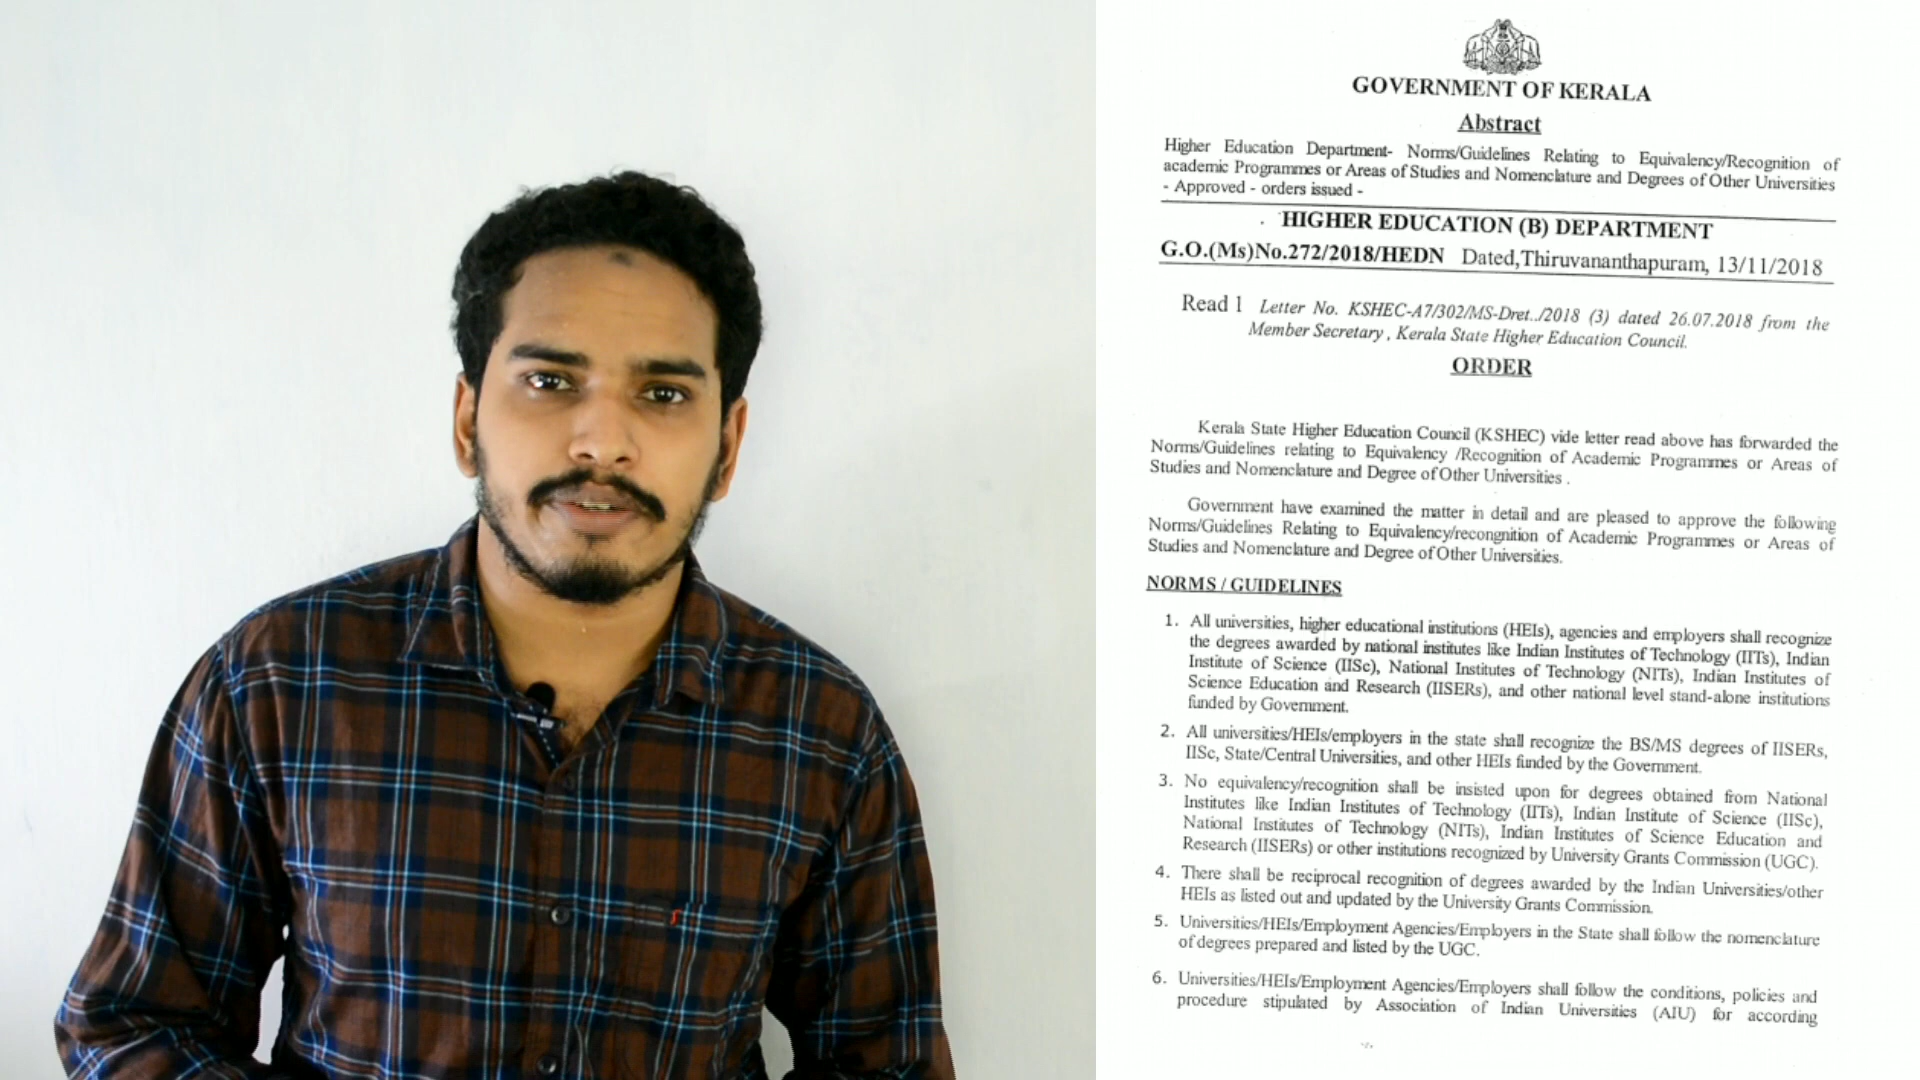 GOVERNMENT OF KERALA
Abstract
Higher Education Department- Norms/Guidelines Relating to Equivalency/Recognition of
academic Programmes or Areas of Studies and Nomenclature and Degrees of Other Universities
- Approved - orders issued -
HIGHER EDUCATION (B) DEPARTMENT
G.O.(Ms)No.272/2018/HEDN Dated,Thiruvananthapuram, 13/11/2018
Read 1 Letter No. KSHEC-A7/302/MS-Dret../2018 (3) dated 26.07.2018 from the
Member Secretary , Kerala State Higher Education Council.
ORDER
Kerala State Higher Education Council (KSHEC) vide letter read above has forwarded the
Norms/Guidelines relating to Equivalency /Recognition of Academic Programmes or Areas of
Studies and Nomenclature and Degree of Other Universities .
Government have examined the matter in detail and are pleased to approve the following
Norms/Guidelines Relating to Equivalency/recongnition of Academic Programmes or Areas of
Studies and Nomenclature and Degree of Other Universities.
NORMS / GUIDELINES
1. All universities, higher educational institutions (HEIs), agencies and employers shall recognize
the degrees awarded by national institutes like Indian Institutes of Technology (IITs), Indian
Institute of Science (IISc), National Institutes of Technology (NITs), Indian Institutes of
Science Education and Research (IISERs), and other national level stand-alone institutions
funded by Government.
2. All universities/HEIs/employers in the state shall recognize the BS/MS degrees of IISERs,
IISc, State/Central Universities, and other HEIs funded by the Government.
3. No equivalency/recognition shall be insisted upon for degrees obtained from National
Institutes like Indian Institutes of Technology (IITs), Indian Institute of Science (IISc),
National Institutes of Technology (NITs), Indian Institutes of Science Education and
Research (IISERs) or other institutions recognized by University Grants Commission (UGC).
4. There shall be reciprocal recognition of degrees awarded by the Indian Universities/other
HEIs as listed out and updated by the University Grants Commission.
5. Universities/HEIs/Employment Agencies/Employers in the State shall follow the nomenclature
of degrees prepared and listed by the UGC.
6. Universities/HEIs/Employment Agencies/Employers shall follow the conditions, policies and
procedure stipulated by Association of Indian Universities (AIU) for according